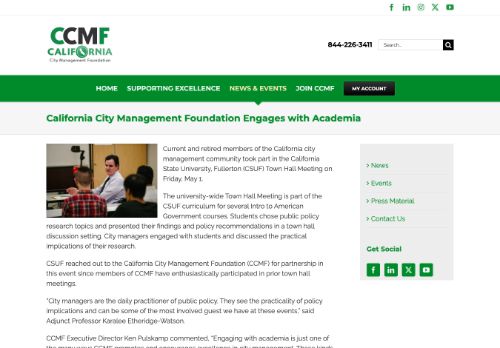 CCMF
CALIFORNIA
City Management Foundation
844-226-3411
Search...
HOME SUPPORTING EXCELLENCE NEWS & EVENTS JOIN CCMF MY ACCOUNT
California City Management Foundation Engages with Academia
Current and retired members of the California city
management community took part in the California
State University, Fullerton (CSUF) Town Hall Meeting on
Friday, May 1.
The university-wide Town Hall Meeting is part of the
CSUF curriculum for several Intro to American
Government courses. Students chose public policy
research topics and presented their findings and policy recommendations in a town hall
discussion setting. City managers engaged with students and discussed the practical
implications of their research.
CSUF reached out to the California City Management Foundation (CCMF) for partnership in
this event since members of CCMF have enthusiastically participated in prior town hall
meetings.
"City managers are the daily practitioner of public policy. They see the practicality of policy
implications and can be some of the most involved guest we have at these events," said
Adjunct Professor Karalee Etheridge-Watson.
CCMF Executive Director Ken Pulskamp commented, "Engaging with academia is just one of
> News
> Events
> Press Material
> Contact Us
Get Social